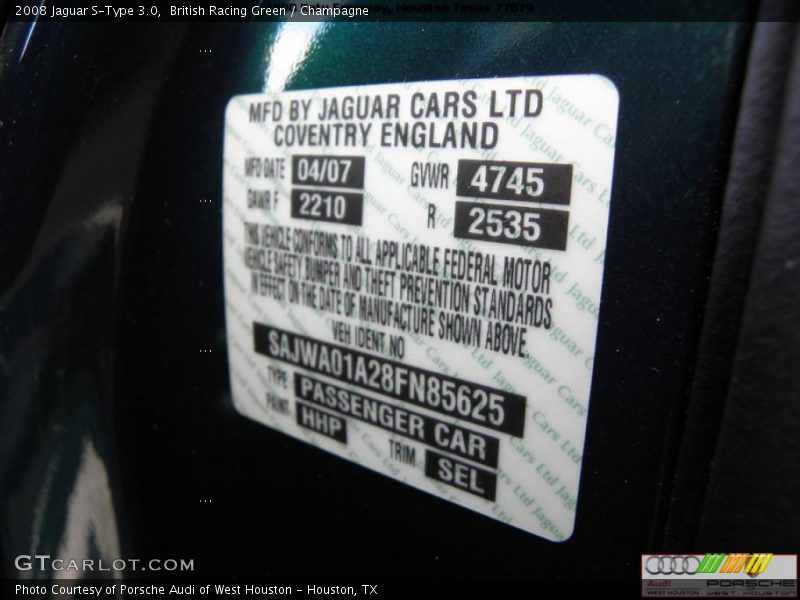 2008 Jaguar S-Type 3.0, British Racing Green / Champagne
Houston Texas 77079
MFD BY JAGUAR CARS LTD
COVENTRY ENGLAND
MFD DATE 04/07 GVWR 4745
GAWR F 2210 R 2535
THIS VEHICLE CONFORMS TO ALL APPLICABLE FEDERAL MOTOR
VEHICLE SAFETY BUMPER AND THEFT PREVENTION STANDARDS
IN EFFECT ON THE DATE OF MANUFACTURE SHOWN ABOVE.
VEH IDENT NO
SAJWA01A28FN85625
TYPE PASSENGER CAR
PAINT HHP TRIM SEL
GTCARLOT.COM
Photo Courtesy of Porsche Audi of West Houston - Houston, TX
Audi PORSCHE
WEST HOUSTON WEST HOUSTON